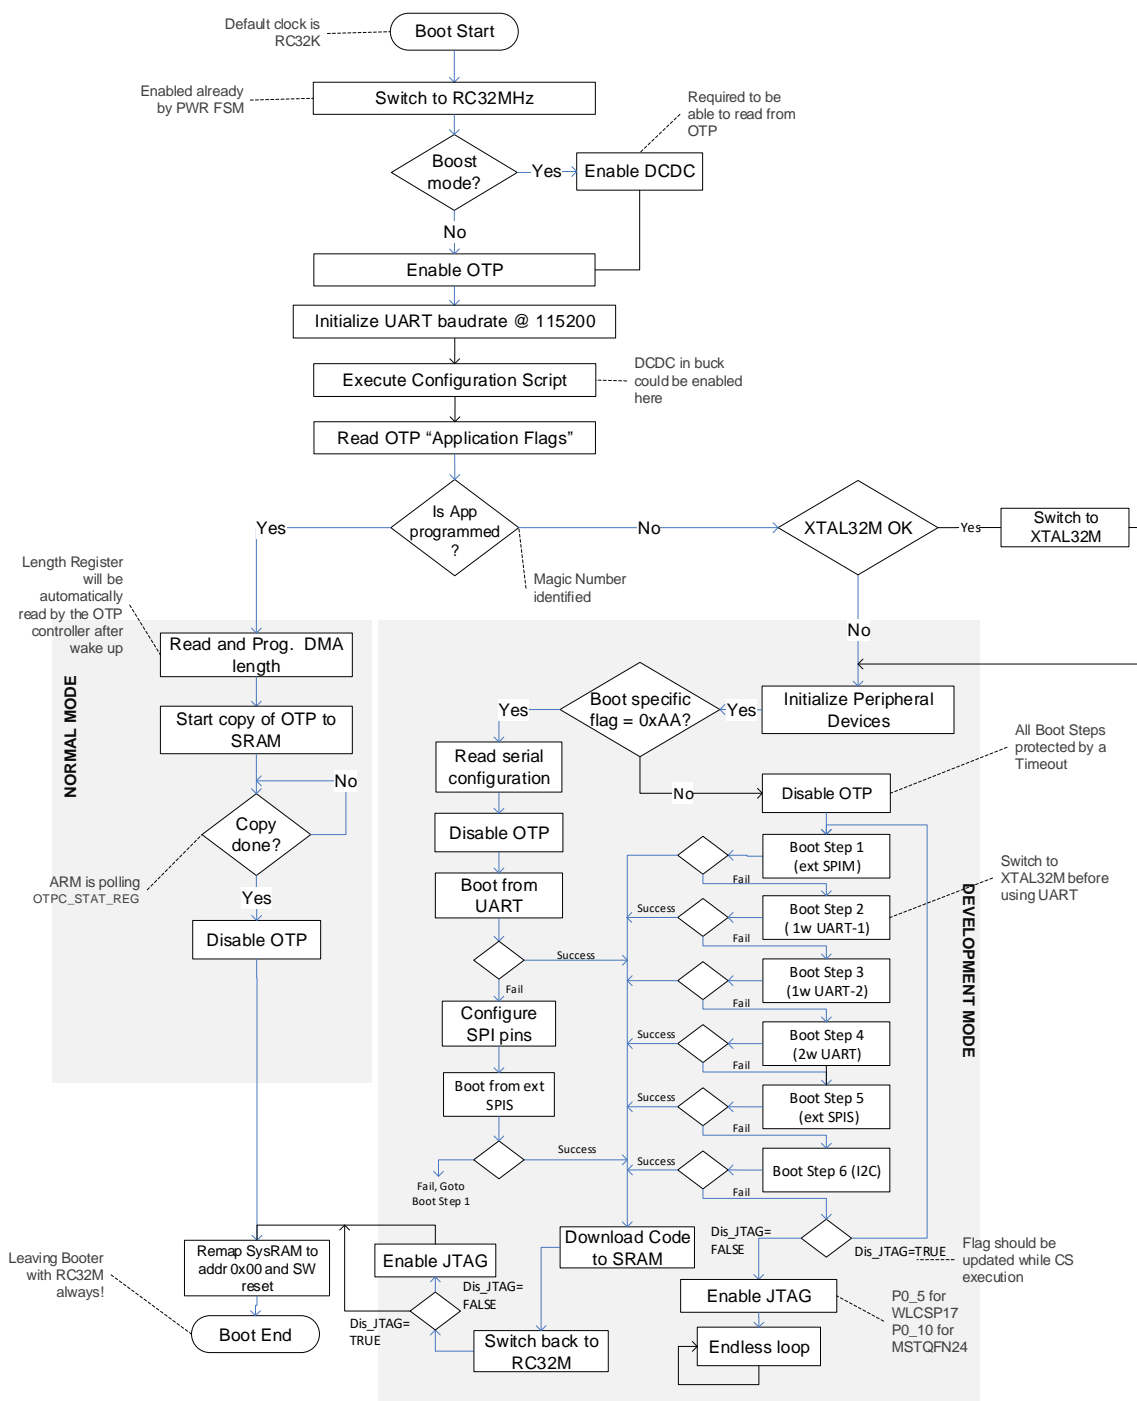 Default clock is
RC32K
Boot Start
Enabled already
by PWR FSM
Switch to RC32MHz
Required to be
able to read from
OTP
Boost
mode?
Yes
Enable DCDC
No
Enable OTP
Initialize UART baudrate @ 115200
Execute Configuration Script
DCDC in buck
could be enabled
here
Read OTP “Application Flags”
Is App
programmed
?
Yes
No
XTAL32M OK
Yes
Switch to
XTAL32M
Magic Number
identified
No
Length Register
will be
automatically
read by the OTP
controller after
wake up
NORMAL MODE
Read and Prog. DMA
length
Start copy of OTP to
SRAM
No
Copy
done?
ARM is polling
OTPC_STAT_REG
Yes
Disable OTP
Boot specific
flag = 0xAA?
Yes
Yes
Initialize Peripheral
Devices
Read serial
configuration
No
Disable OTP
All Boot Steps
protected by a
Timeout
Disable OTP
Boot from
UART
Success
Fail
Configure
SPI pins
Boot from ext
SPIS
Success
Fail, Goto
Boot Step 1
Boot Step 1
(ext SPIM)
Fail
Success
Boot Step 2
( 1w UART-1)
Fail
Switch to
XTAL32M before
using UART
DEVELOPMENT MODE
Success
Boot Step 3
(1w UART-2)
Fail
Success
Boot Step 4
(2w UART)
Fail
Success
Boot Step 5
(ext SPIS)
Fail
Success
Boot Step 6 (I2C)
Fail
Dis_JTAG=
FALSE
Dis_JTAG=TRUE
Flag should be
updated while CS
execution
Download Code
to SRAM
Enable JTAG
Dis_JTAG=
FALSE
Dis_JTAG=
TRUE
Switch back to
RC32M
Enable JTAG
P0_5 for
WLCSP17
P0_10 for
MSTQFN24
Endless loop
Remap SysRAM to
addr 0x00 and SW
reset
Leaving Booter
with RC32M
always!
Boot End